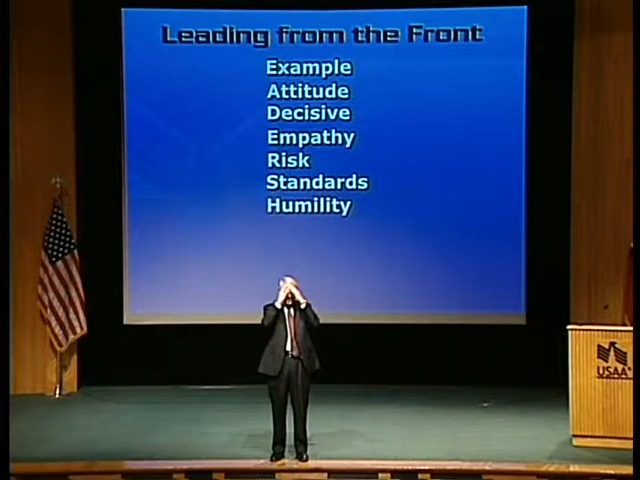 Leading from the Front
Example
Attitude
Decisive
Empathy
Risk
Standards
Humility
USAA